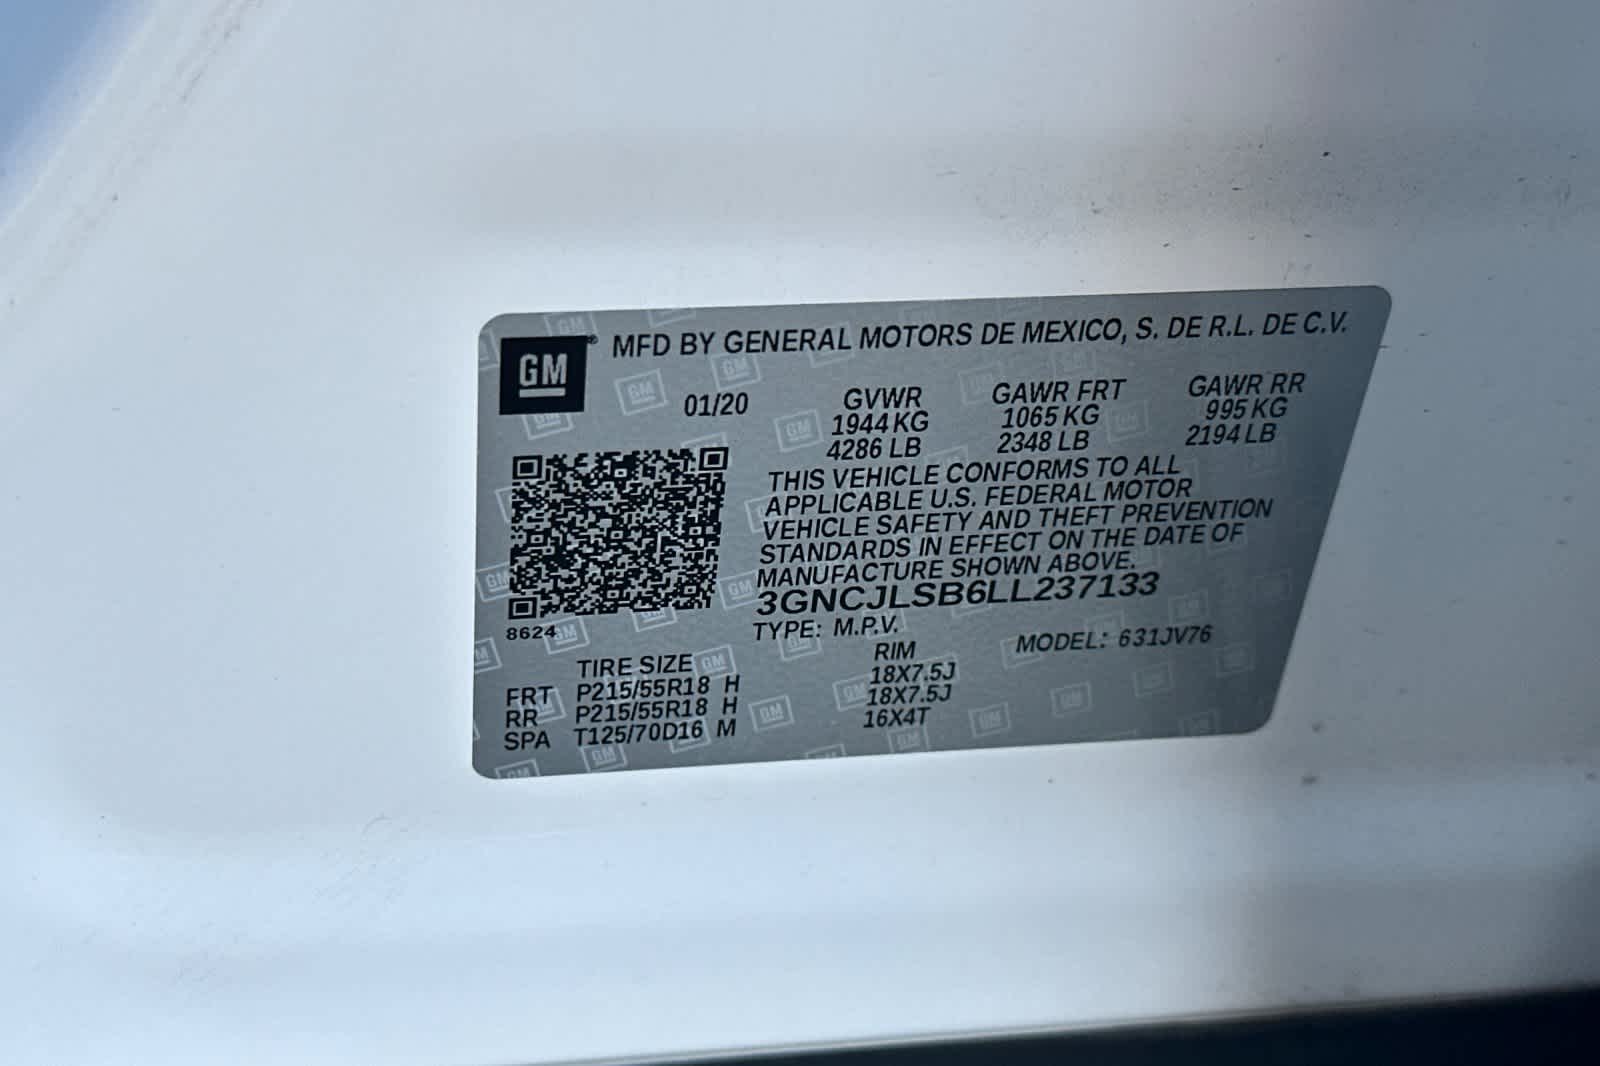 GM® MFD BY GENERAL MOTORS DE MEXICO, S. DE R.L. DE C.V.
01/20 GVWR GAWR FRT GAWR RR
1944 KG 1065 KG 995 KG
4286 LB 2348 LB 2194 LB
THIS VEHICLE CONFORMS TO ALL
APPLICABLE U.S. FEDERAL MOTOR
VEHICLE SAFETY AND THEFT PREVENTION
STANDARDS IN EFFECT ON THE DATE OF
MANUFACTURE SHOWN ABOVE.
3GNCJLSB6LL237133
8624
TYPE: M.P.V. MODEL: 631JV76
TIRE SIZE RIM
FRT P215/55R18 H 18X7.5J
RR P215/55R18 H 18X7.5J
SPA T125/70D16 M 16X4T